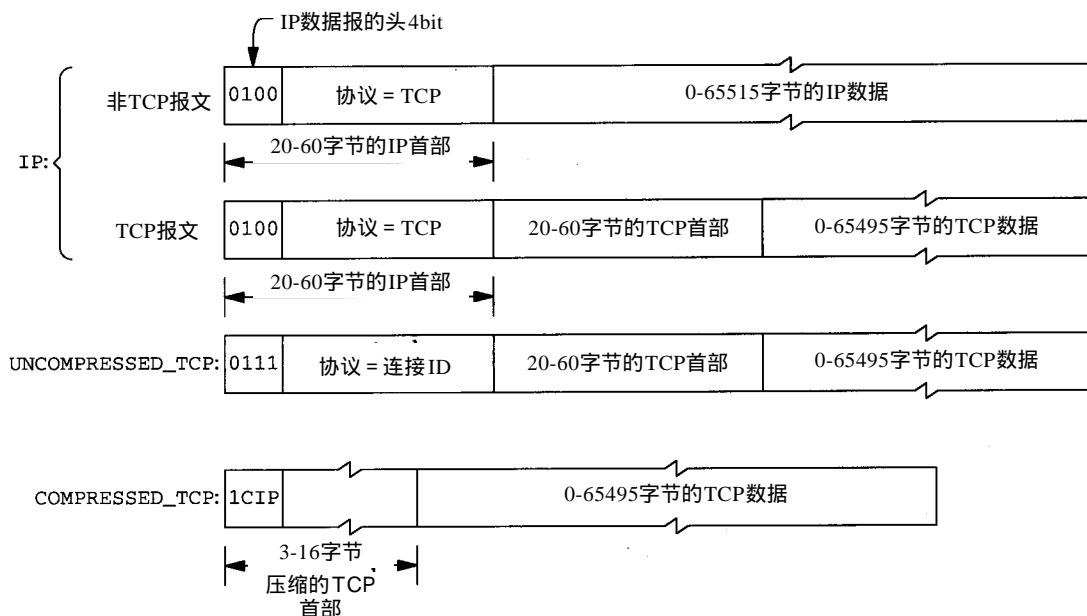 IP数据报的头4bit
IP:
非TCP报文
0100
协议 = TCP
0-65515字节的IP数据
20-60字节的IP首部
TCP报文
0100
协议 = TCP
20-60字节的TCP首部
0-65495字节的TCP数据
20-60字节的IP首部
UNCOMPRESSED_TCP:
0111
协议 = 连接ID
20-60字节的TCP首部
0-65495字节的TCP数据
COMPRESSED_TCP:
1CIP
0-65495字节的TCP数据
3-16字节
压缩的TCP
首部